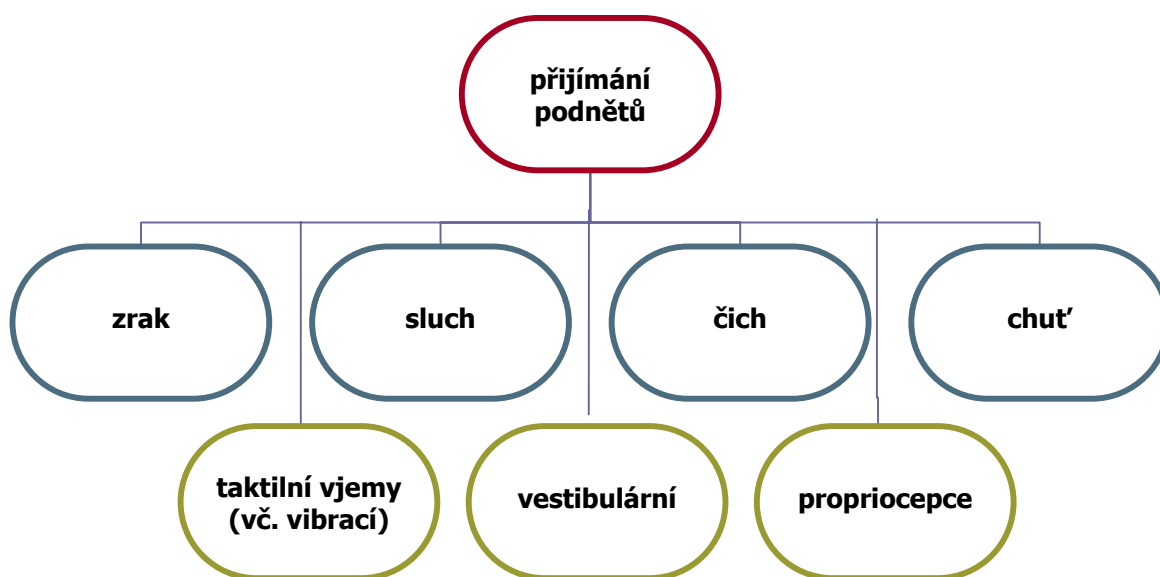 přijímání
podnětů
zrak
sluch
čich
chuť
taktilní vjemy
(vč. vibrací)
vestibulární
propriocepce